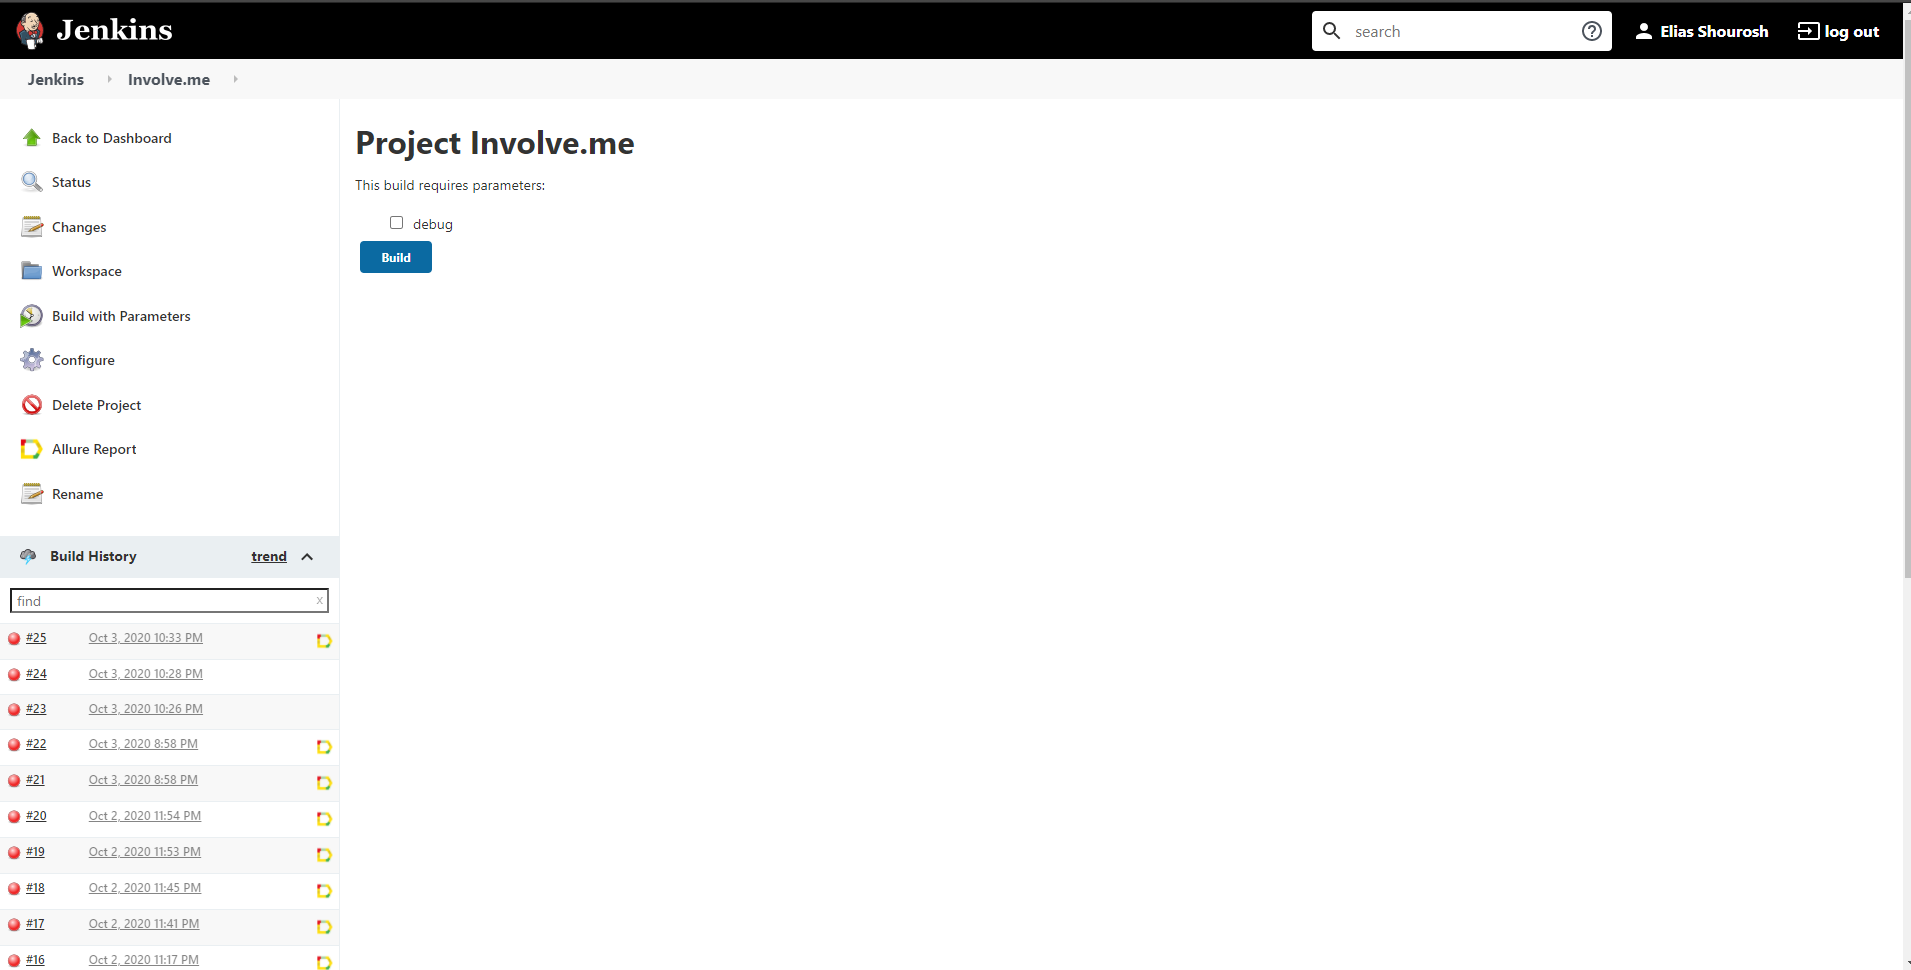 Jenkins
search
Elias Shourosh
log out
Jenkins
Involve.me
Back to Dashboard
Status
Changes
Workspace
Build with Parameters
Configure
Delete Project
Allure Report
Rename
Project Involve.me
This build requires parameters:
debug
Build
Build History trend
find x
#25 Oct 3, 2020 10:33 PM
#24 Oct 3, 2020 10:28 PM
#23 Oct 3, 2020 10:26 PM
#22 Oct 3, 2020 8:58 PM
#21 Oct 3, 2020 8:58 PM
#20 Oct 2, 2020 11:54 PM
#19 Oct 2, 2020 11:53 PM
#18 Oct 2, 2020 11:45 PM
#17 Oct 2, 2020 11:41 PM
#16 Oct 2, 2020 11:17 PM